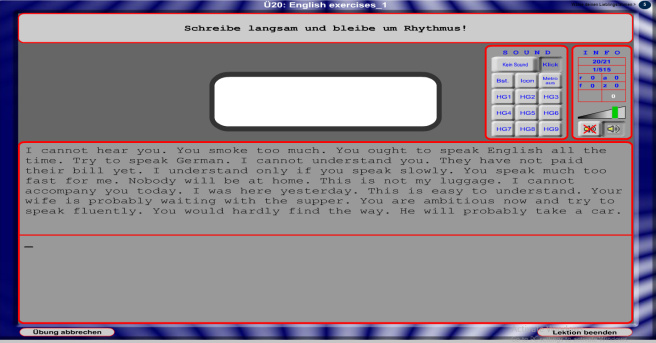 Ü20: English exercises_1
Schreibe langsam und bleibe um Rhythmus!
SOUND
Kein Sound Klick
Bel. Icon Metro nom
HG1 HG2 HG3
HG4 HG5 HG6
HG7 HG8 HG9
INFO
20/21
1/515
r 0 a 0
f 0 z 0
0
I cannot hear you. You smoke too much. You ought to speak English all the
time. Try to speak German. I cannot understand you. They have not paid
their bill yet. I understand only if you speak slowly. You speak much too
fast for me. Nobody will be at home. This is not my luggage. I cannot
accompany you today. I was here yesterday. This is easy to understand. Your
wife is probably waiting with the supper. You are ambitious now and try to
speak fluently. You would hardly find the way. He will probably take a car.
Übung abbrechen
Lektion beenden